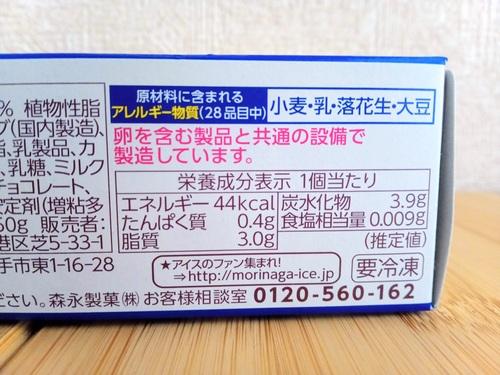 % 植物性脂
原材料に含まれる
アレルギー物質(28品目中)
小麦・乳・落花生・大豆
(国内製造)、
卵を含む製品と共通の設備で
脂、乳製品、カ
製造しています。
、乳糖、ミルク
チョコレート、
栄養成分表示 1個当たり
安定剤(増粘多
エネルギー 44kcal 炭水化物 3.9g
50g 販売者:
たんぱく質 0.4g 食塩相当量 0.009g
港区芝5-33-1
脂質 3.0g (推定値)
手市東1-16-28
★アイスのファン集まれ!
⇒http://morinaga-ice.jp
要冷凍
ださい。森永製菓㈱ お客様相談室 0120-560-162